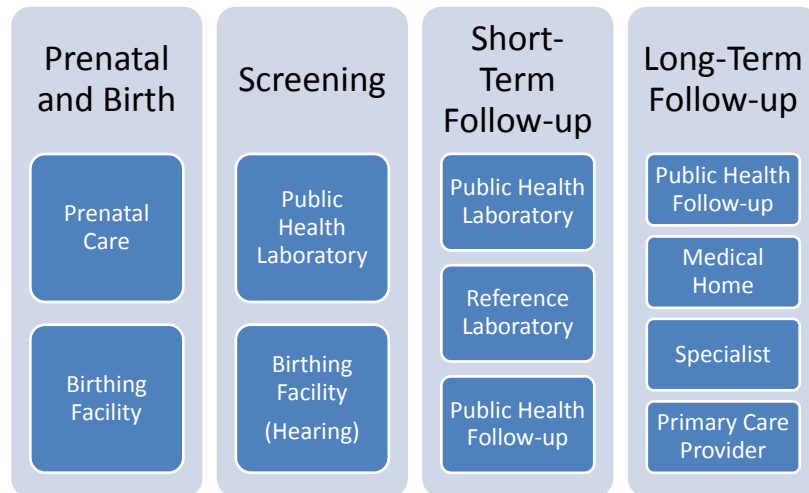 Prenatal
and Birth
Prenatal
Care
Birthing
Facility
Screening
Public
Health
Laboratory
Birthing
Facility
(Hearing)
Short-
Term
Follow-up
Public Health
Laboratory
Reference
Laboratory
Public Health
Follow-up
Long-Term
Follow-up
Public Health
Follow-up
Medical
Home
Specialist
Primary Care
Provider